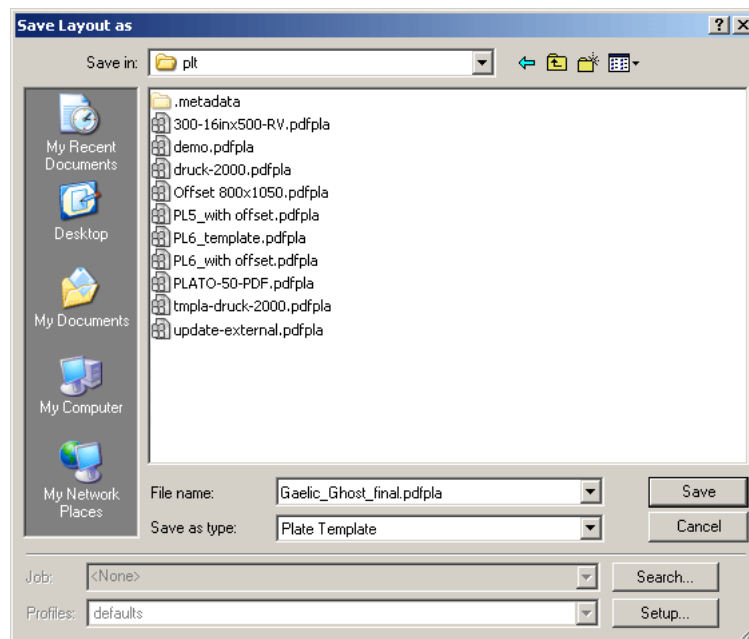 Save Layout as
Save in: plt
.metadata
300-16inx500-RV.pdfpla
demo.pdfpla
druck-2000.pdfpla
Offset 800x1050.pdfpla
PL5_with offset.pdfpla
PL6_template.pdfpla
PL6_with offset.pdfpla
PLATO-50-PDF.pdfpla
tmpla-druck-2000.pdfpla
update-external.pdfpla
My Recent
Documents
Desktop
My Documents
My Computer
My Network
Places
File name: Gaelic_Ghost_final.pdfpla Save
Save as type: Plate Template Cancel
Job: <None> Search...
Profiles: defaults Setup...